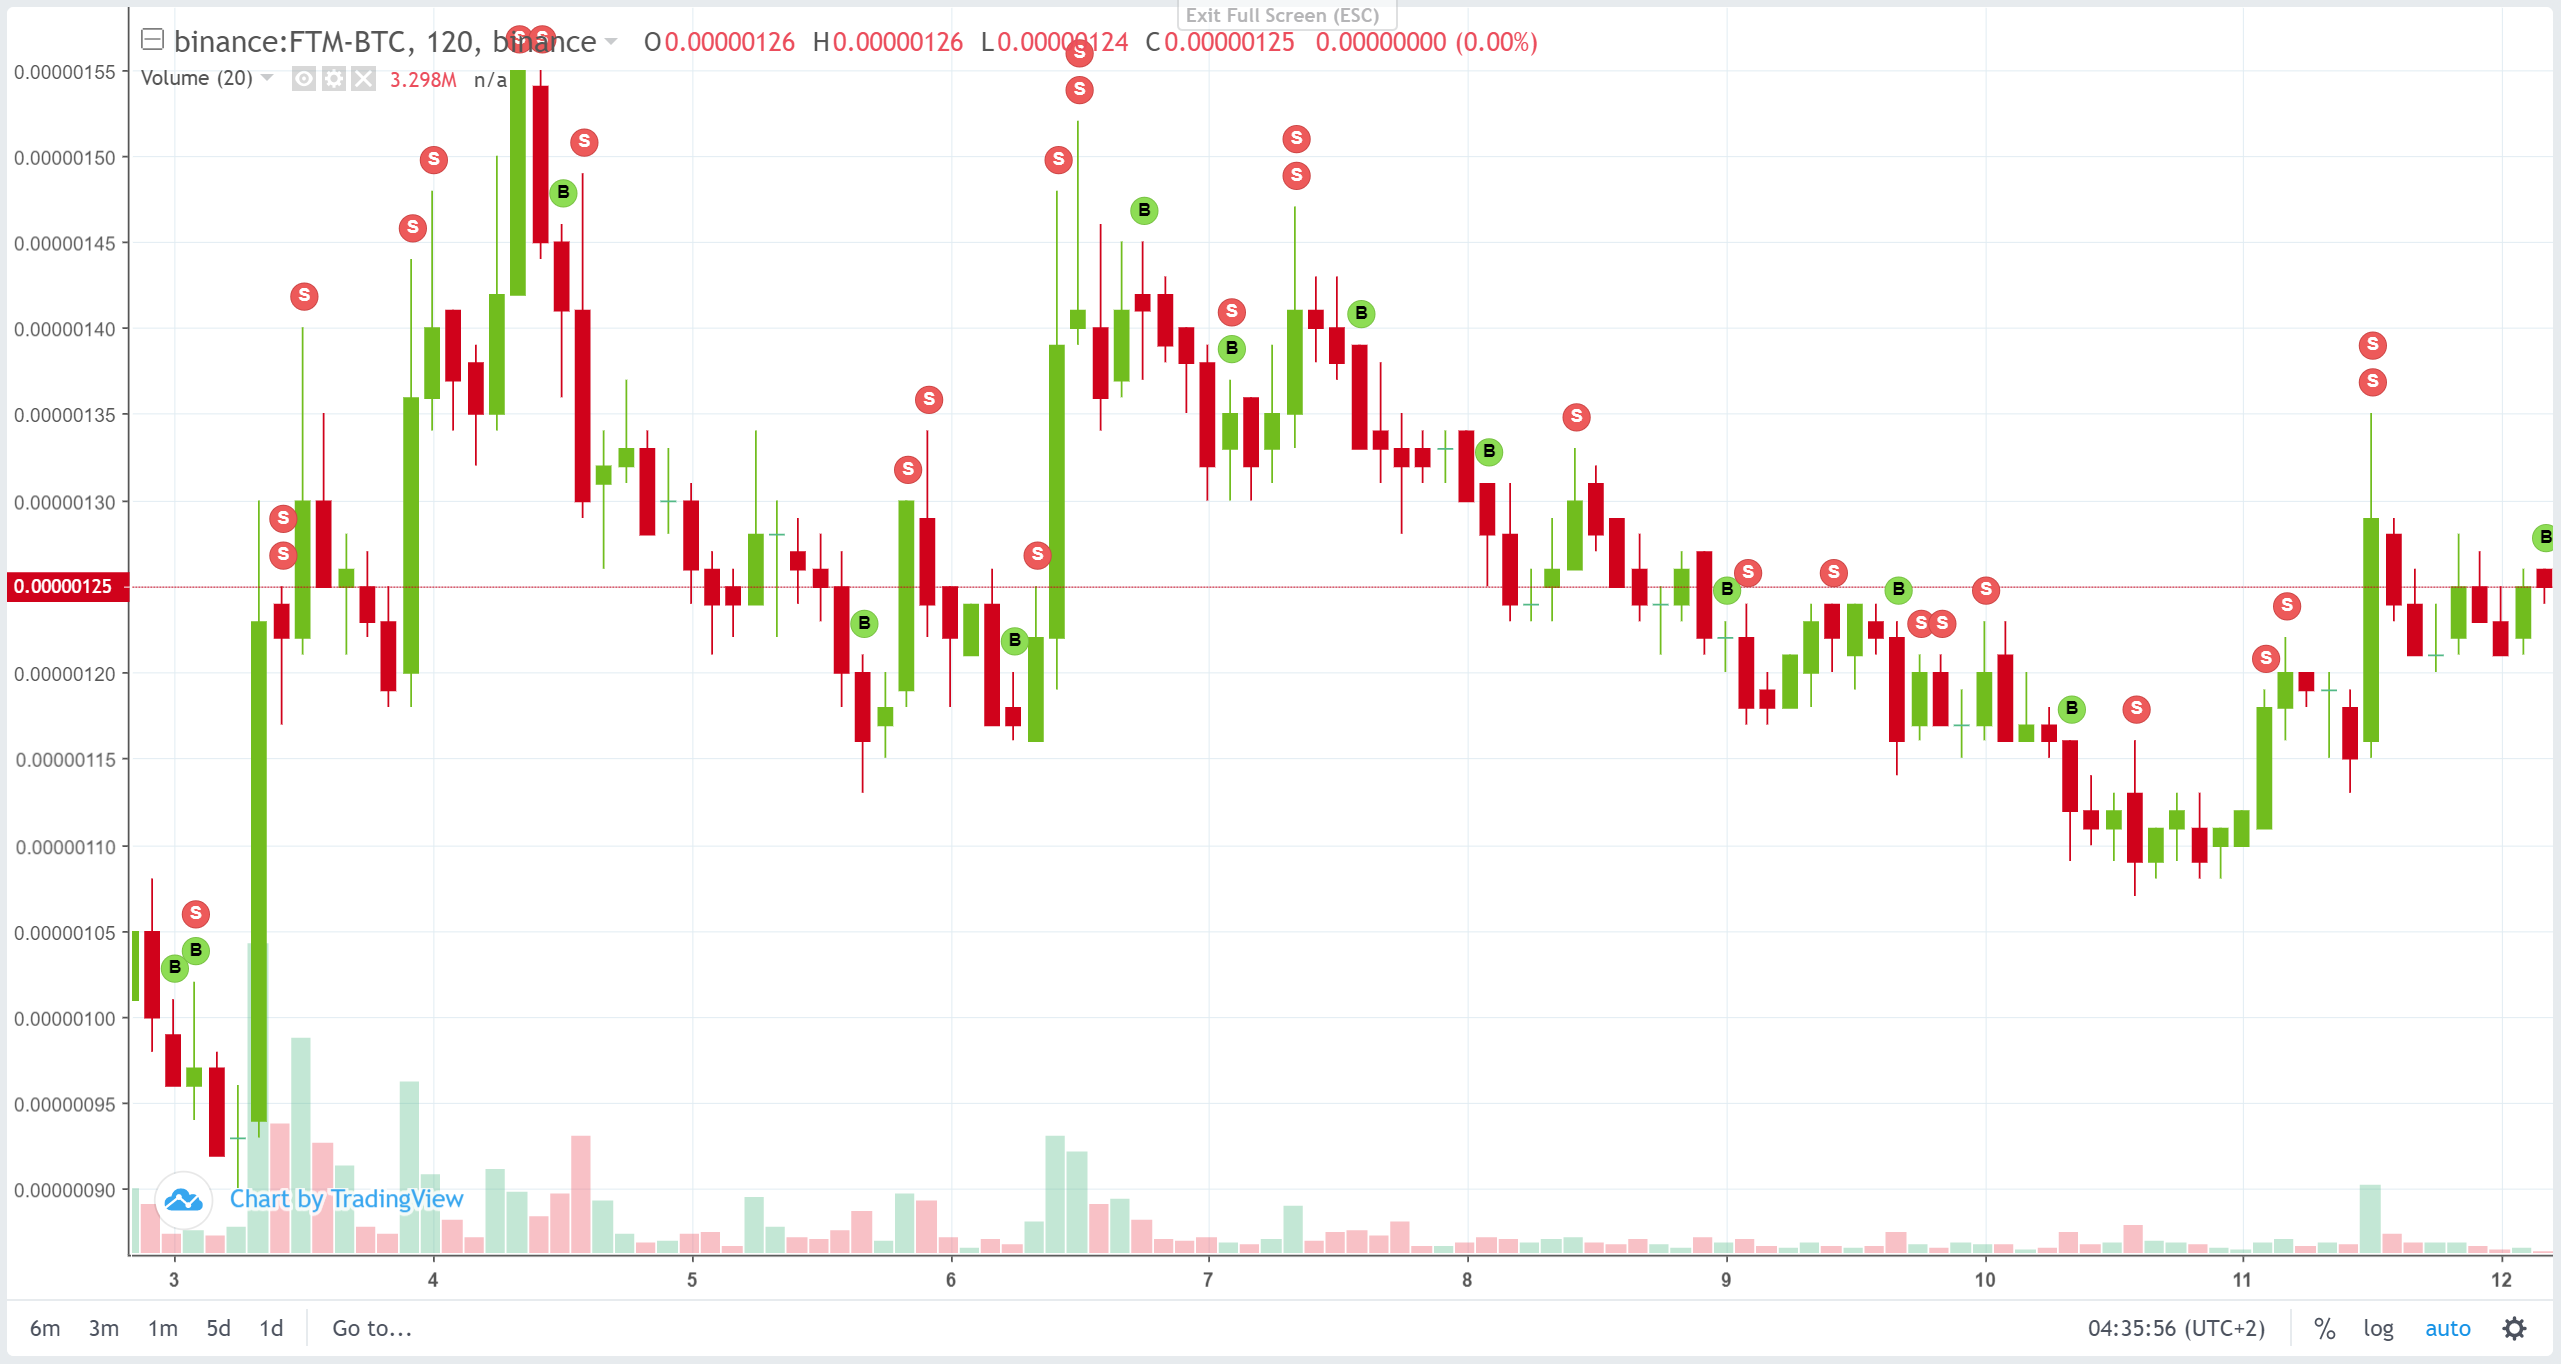 Exit Full Screen (ESC)
binance:FTM-BTC, 120, binance O0.00000126 H0.00000126 L0.00000124 C0.00000125 0.00000000 (0.00%)
Volume (20) 3.298M n/a
0.00000155
0.00000150
0.00000145
0.00000140
0.00000135
0.00000130
0.00000125
0.00000120
0.00000115
0.00000110
0.00000105
0.00000100
0.00000095
0.00000090
S S
S S
S
S
B
S
S
S
S
B
S
S
B
S
B
S
S
B
S
S
B
S
B
S
S
B
S
B
S
S
B
S S
S
B
S
S
S
S
S
B
S
B
B
Chart by TradingView
3 4 5 6 7 8 9 10 11 12
6m 3m 1m 5d 1d Go to... 04:35:56 (UTC+2) % log auto